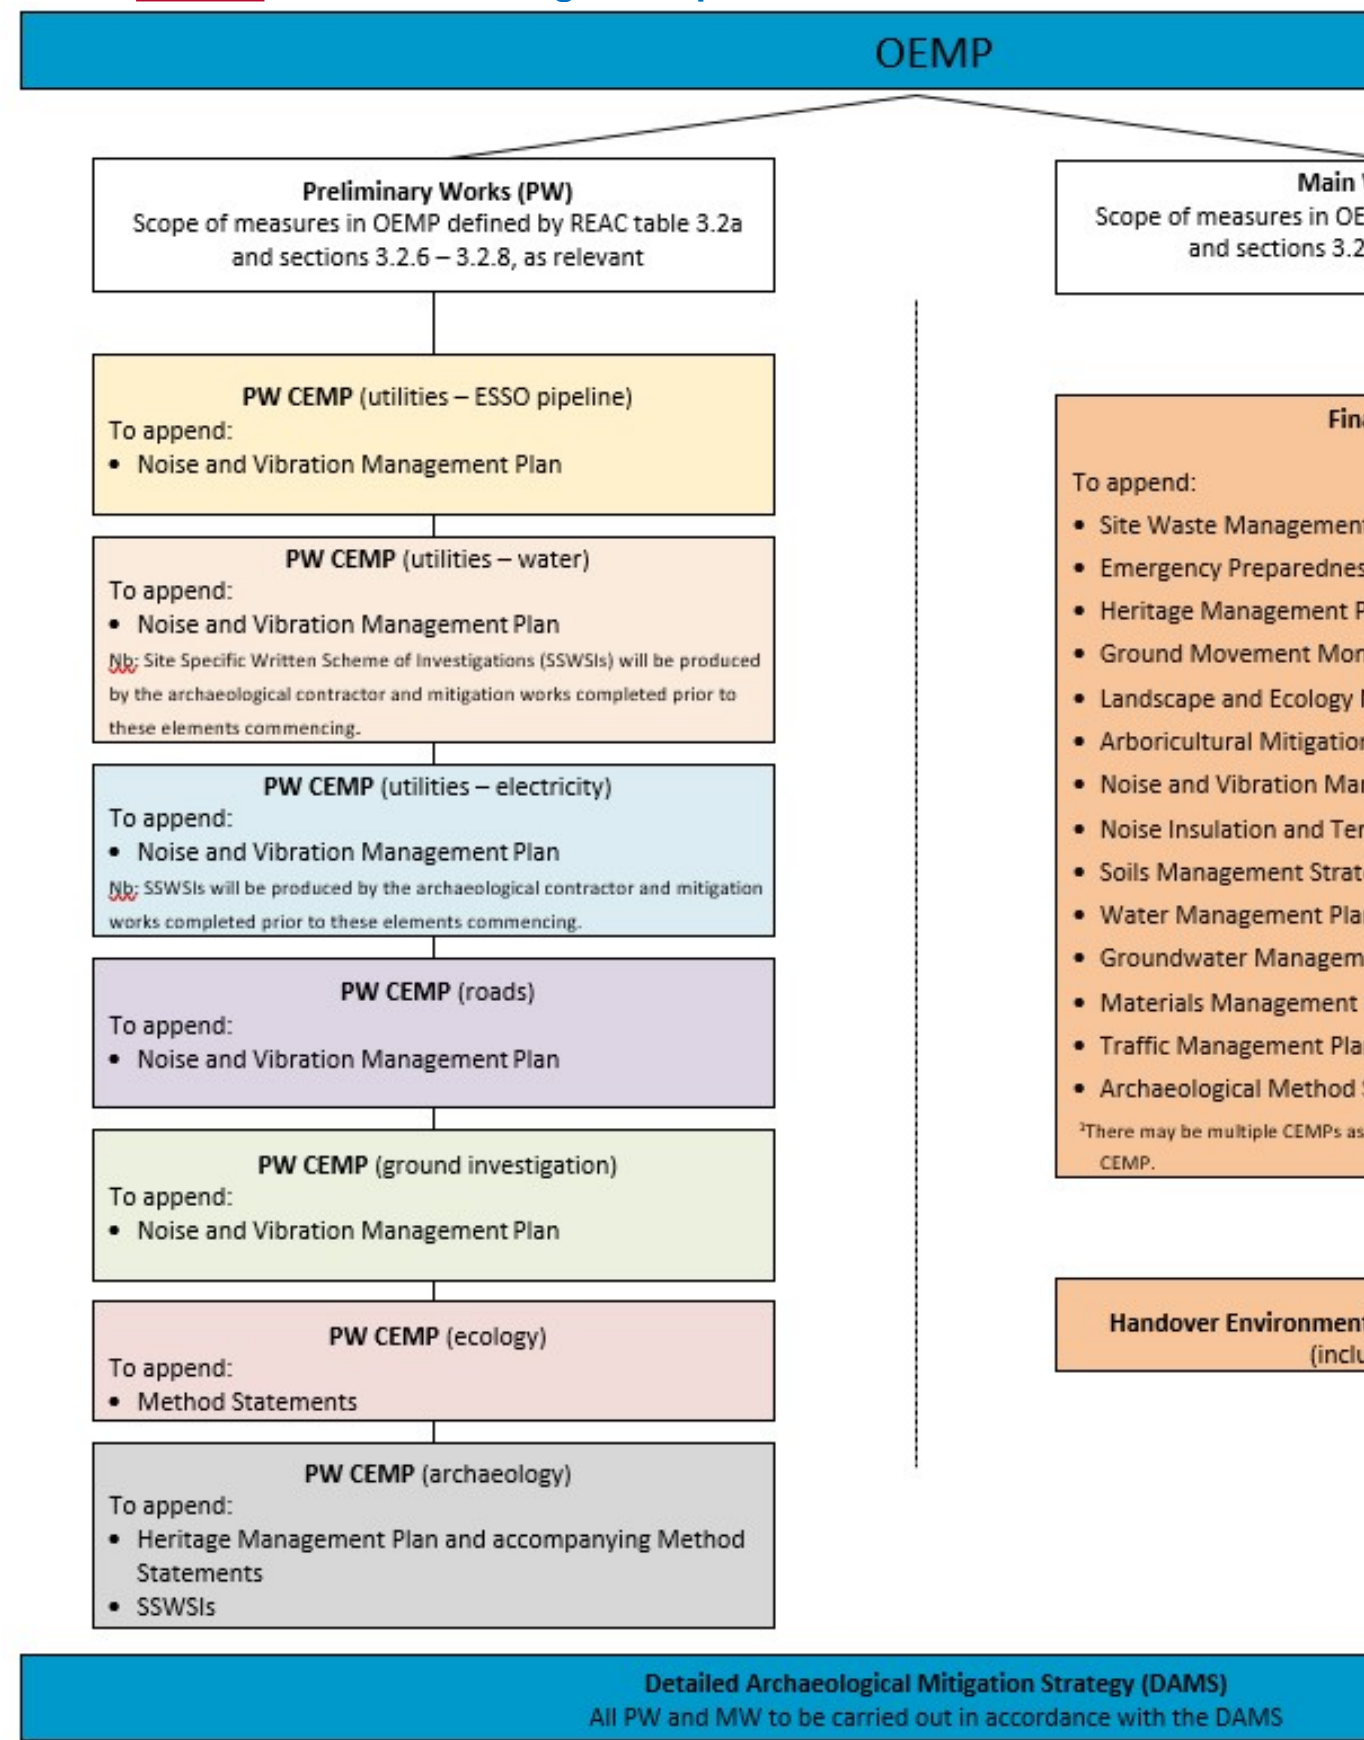 OEMP
Preliminary Works (PW)
Scope of measures in OEMP defined by REAC table 3.2a
and sections 3.2.6 – 3.2.8, as relevant
PW CEMP (utilities – ESSO pipeline)
To append:
• Noise and Vibration Management Plan
PW CEMP (utilities – water)
To append:
• Noise and Vibration Management Plan
Nb: Site Specific Written Scheme of Investigations (SSWSIs) will be produced
by the archaeological contractor and mitigation works completed prior to
these elements commencing.
PW CEMP (utilities – electricity)
To append:
• Noise and Vibration Management Plan
Nb: SSWSIs will be produced by the archaeological contractor and mitigation
works completed prior to these elements commencing.
PW CEMP (roads)
To append:
• Noise and Vibration Management Plan
PW CEMP (ground investigation)
To append:
• Noise and Vibration Management Plan
PW CEMP (ecology)
To append:
• Method Statements
PW CEMP (archaeology)
To append:
• Heritage Management Plan and accompanying Method
Statements
• SSWSIs
Main
Scope of measures in OE
and sections 3.2
Fin
To append:
• Site Waste Management
• Emergency Preparednes
• Heritage Management P
• Ground Movement Mon
• Landscape and Ecology
• Arboricultural Mitigation
• Noise and Vibration Mar
• Noise Insulation and Ter
• Soils Management Strat
• Water Management Pla
• Groundwater Managem
• Materials Management
• Traffic Management Pla
• Archaeological Method
¹There may be multiple CEMPs as
CEMP.
Handover Environment
(inclu
Detailed Archaeological Mitigation Strategy (DAMS)
All PW and MW to be carried out in accordance with the DAMS